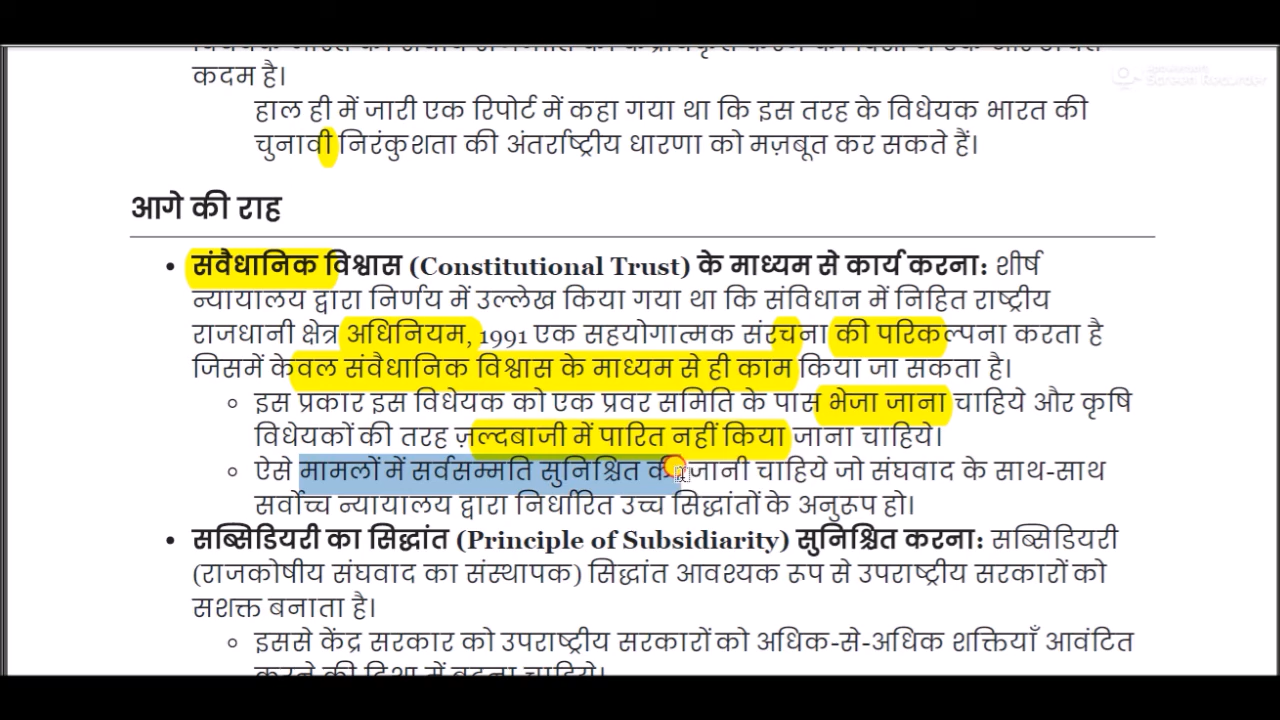 कदम है।
Screen Recorder
हाल ही में जारी एक रिपोर्ट में कहा गया था कि इस तरह के विधेयक भारत की
चुनावी निरंकुशता की अंतर्राष्ट्रीय धारणा को मज़बूत कर सकते हैं।
आगे की राह
• संवैधानिक विश्वास (Constitutional Trust) के माध्यम से कार्य करना: शीर्ष
न्यायालय द्वारा निर्णय में उल्लेख किया गया था कि संविधान में निहित राष्ट्रीय
राजधानी क्षेत्र अधिनियम, 1991 एक सहयोगात्मक संरचना की परिकल्पना करता है
जिसमें केवल संवैधानिक विश्वास के माध्यम से ही काम किया जा सकता है।
इस प्रकार इस विधेयक को एक प्रवर समिति के पास भेजा जाना चाहिये और कृषि
विधेयकों की तरह ज़ल्दबाजी में पारित नहीं किया जाना चाहिये।
ऐसे मामलों में सर्वसम्मति सुनिश्चित की जानी चाहिये जो संघवाद के साथ-साथ
सर्वोच्च न्यायालय द्वारा निर्धारित उच्च सिद्धांतों के अनुरूप हो।
• सब्सिडियरी का सिद्धांत (Principle of Subsidiarity) सुनिश्चित करना: सब्सिडियरी
(राजकोषीय संघवाद का संस्थापक) सिद्धांत आवश्यक रूप से उपराष्ट्रीय सरकारों को
सशक्त बनाता है।
इससे केंद्र सरकार को उपराष्ट्रीय सरकारों को अधिक-से-अधिक शक्तियाँ आवंटित
करने की दिशा में बढ़ना चाहिये।